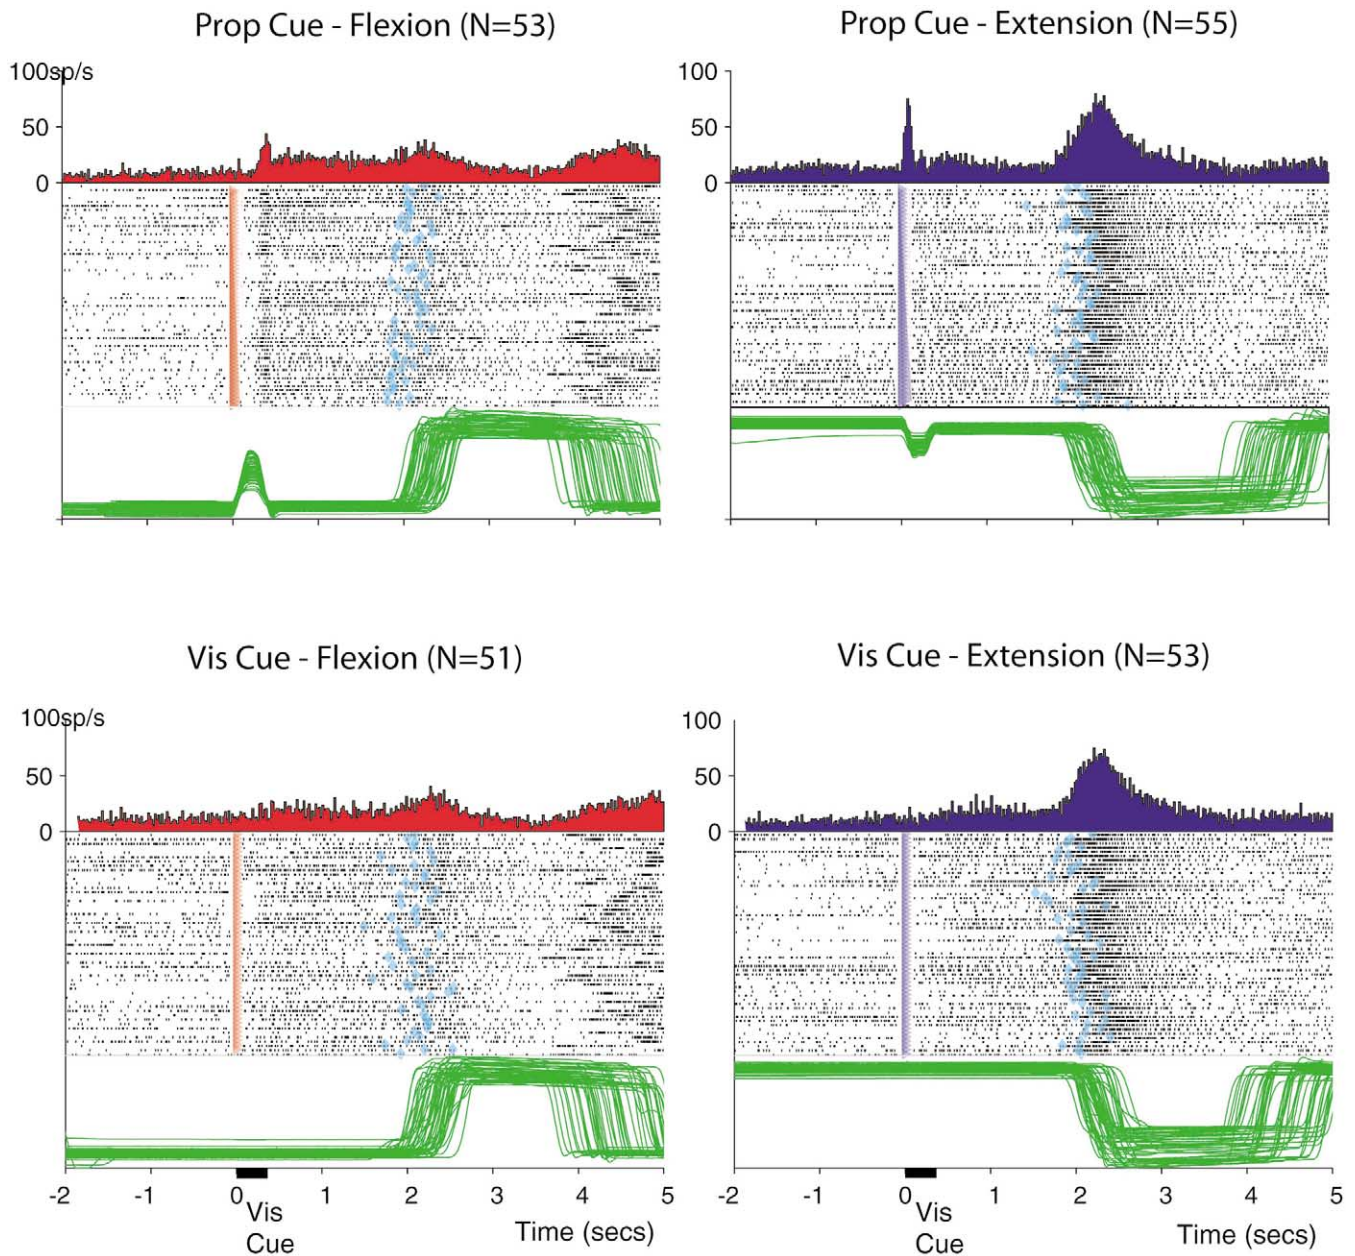 Prop Cue - Flexion (N=53)
Prop Cue - Extension (N=55)
100sp/s
50
0
100
50
0
Vis Cue - Flexion (N=51)
Vis Cue - Extension (N=53)
100sp/s
50
0
100
50
0
-2 -1 0 1 2 3 4 5
Vis
Cue
Time (secs)
-2 -1 0 1 2 3 4 5
Vis
Cue
Time (secs)